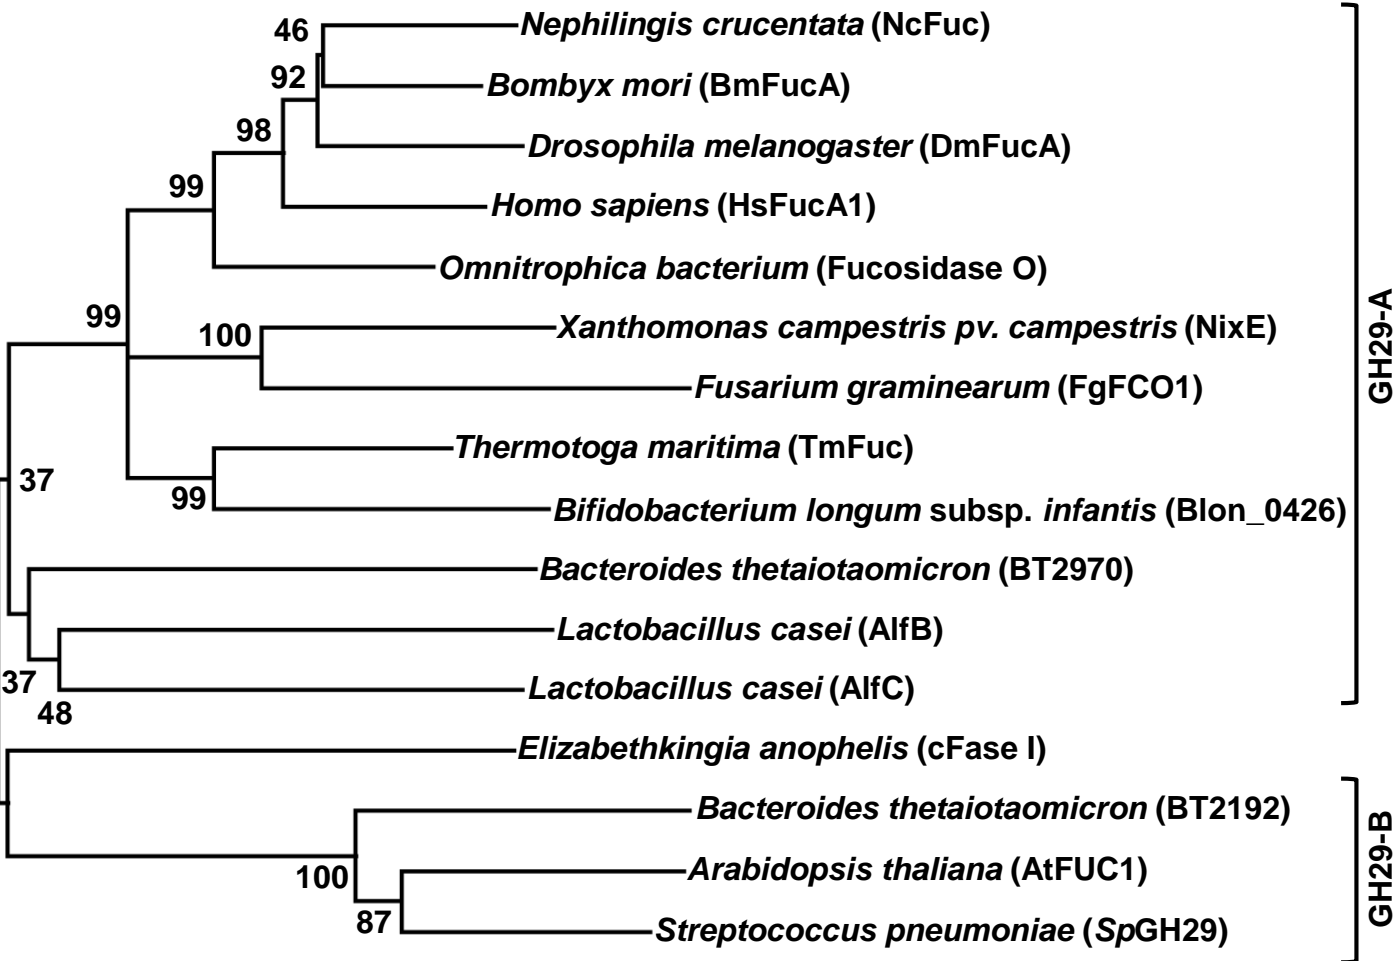 46
Nephilingis crucentata (NcFuc)
92
Bombyx mori (BmFucA)
98
Drosophila melanogaster (DmFucA)
99
Homo sapiens (HsFucA1)
Omnitrophica bacterium (Fucosidase O)
99
100
Xanthomonas campestris pv. campestris (NixE)
Fusarium graminearum (FgFCO1)
GH29-A
Thermotoga maritima (TmFuc)
37
99
Bifidobacterium longum subsp. infantis (Blon_0426)
Bacteroides thetaiotaomicron (BT2970)
Lactobacillus casei (AlfB)
37
Lactobacillus casei (AlfC)
48
Elizabethkingia anophelis (cFase I)
Bacteroides thetaiotaomicron (BT2192)
GH29-B
100
Arabidopsis thaliana (AtFUC1)
87
Streptococcus pneumoniae (SpGH29)